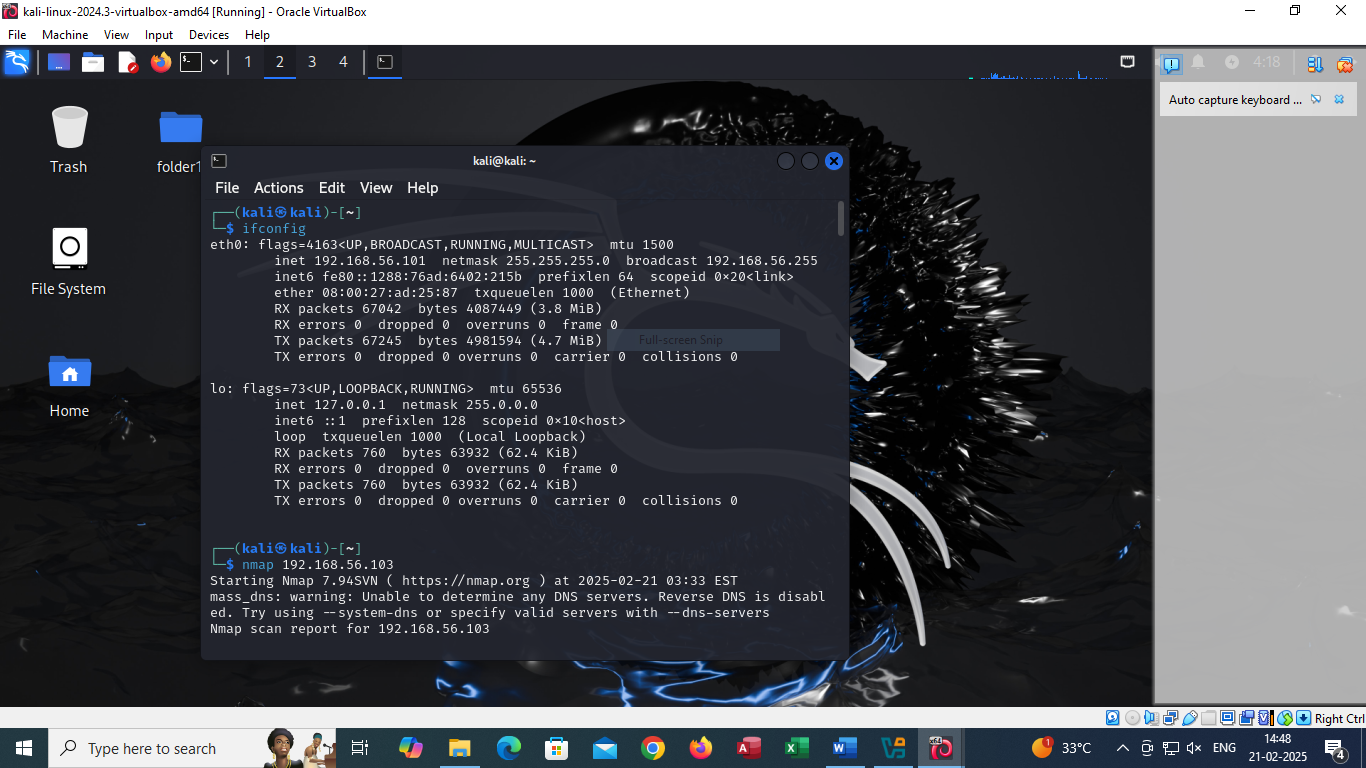 kali-linux-2024.3-virtualbox-amd64 [Running] - Oracle VirtualBox
File Machine View Input Devices Help
1 2 3 4
4:18
Auto capture keyboard ...
Trash
folder1
File System
Home
kali@kali: ~
File Actions Edit View Help
┌──(kali㉿kali)-[~]
└─$ ifconfig
eth0: flags=4163<UP,BROADCAST,RUNNING,MULTICAST>  mtu 1500
        inet 192.168.56.101  netmask 255.255.255.0  broadcast 192.168.56.255
        inet6 fe80::1288:76ad:6402:215b  prefixlen 64  scopeid 0×20<link>
        ether 08:00:27:ad:25:87  txqueuelen 1000  (Ethernet)
        RX packets 67042  bytes 4087449 (3.8 MiB)
        RX errors 0  dropped 0  overruns 0  frame 0
        TX packets 67245  bytes 4981594 (4.7 MiB)
        TX errors 0  dropped 0 overruns 0  carrier 0  collisions 0
Full-screen Snip
lo: flags=73<UP,LOOPBACK,RUNNING>  mtu 65536
        inet 127.0.0.1  netmask 255.0.0.0
        inet6 ::1  prefixlen 128  scopeid 0×10<host>
        loop  txqueuelen 1000  (Local Loopback)
        RX packets 760  bytes 63932 (62.4 KiB)
        RX errors 0  dropped 0  overruns 0  frame 0
        TX packets 760  bytes 63932 (62.4 KiB)
        TX errors 0  dropped 0 overruns 0  carrier 0  collisions 0
┌──(kali㉿kali)-[~]
└─$ nmap 192.168.56.103
Starting Nmap 7.94SVN ( https://nmap.org ) at 2025-02-21 03:33 EST
mass_dns: warning: Unable to determine any DNS servers. Reverse DNS is disabl
ed. Try using --system-dns or specify valid servers with --dns-servers
Nmap scan report for 192.168.56.103
Right Ctrl
Type here to search
1
33°C
ENG
14:48
21-02-2025
4